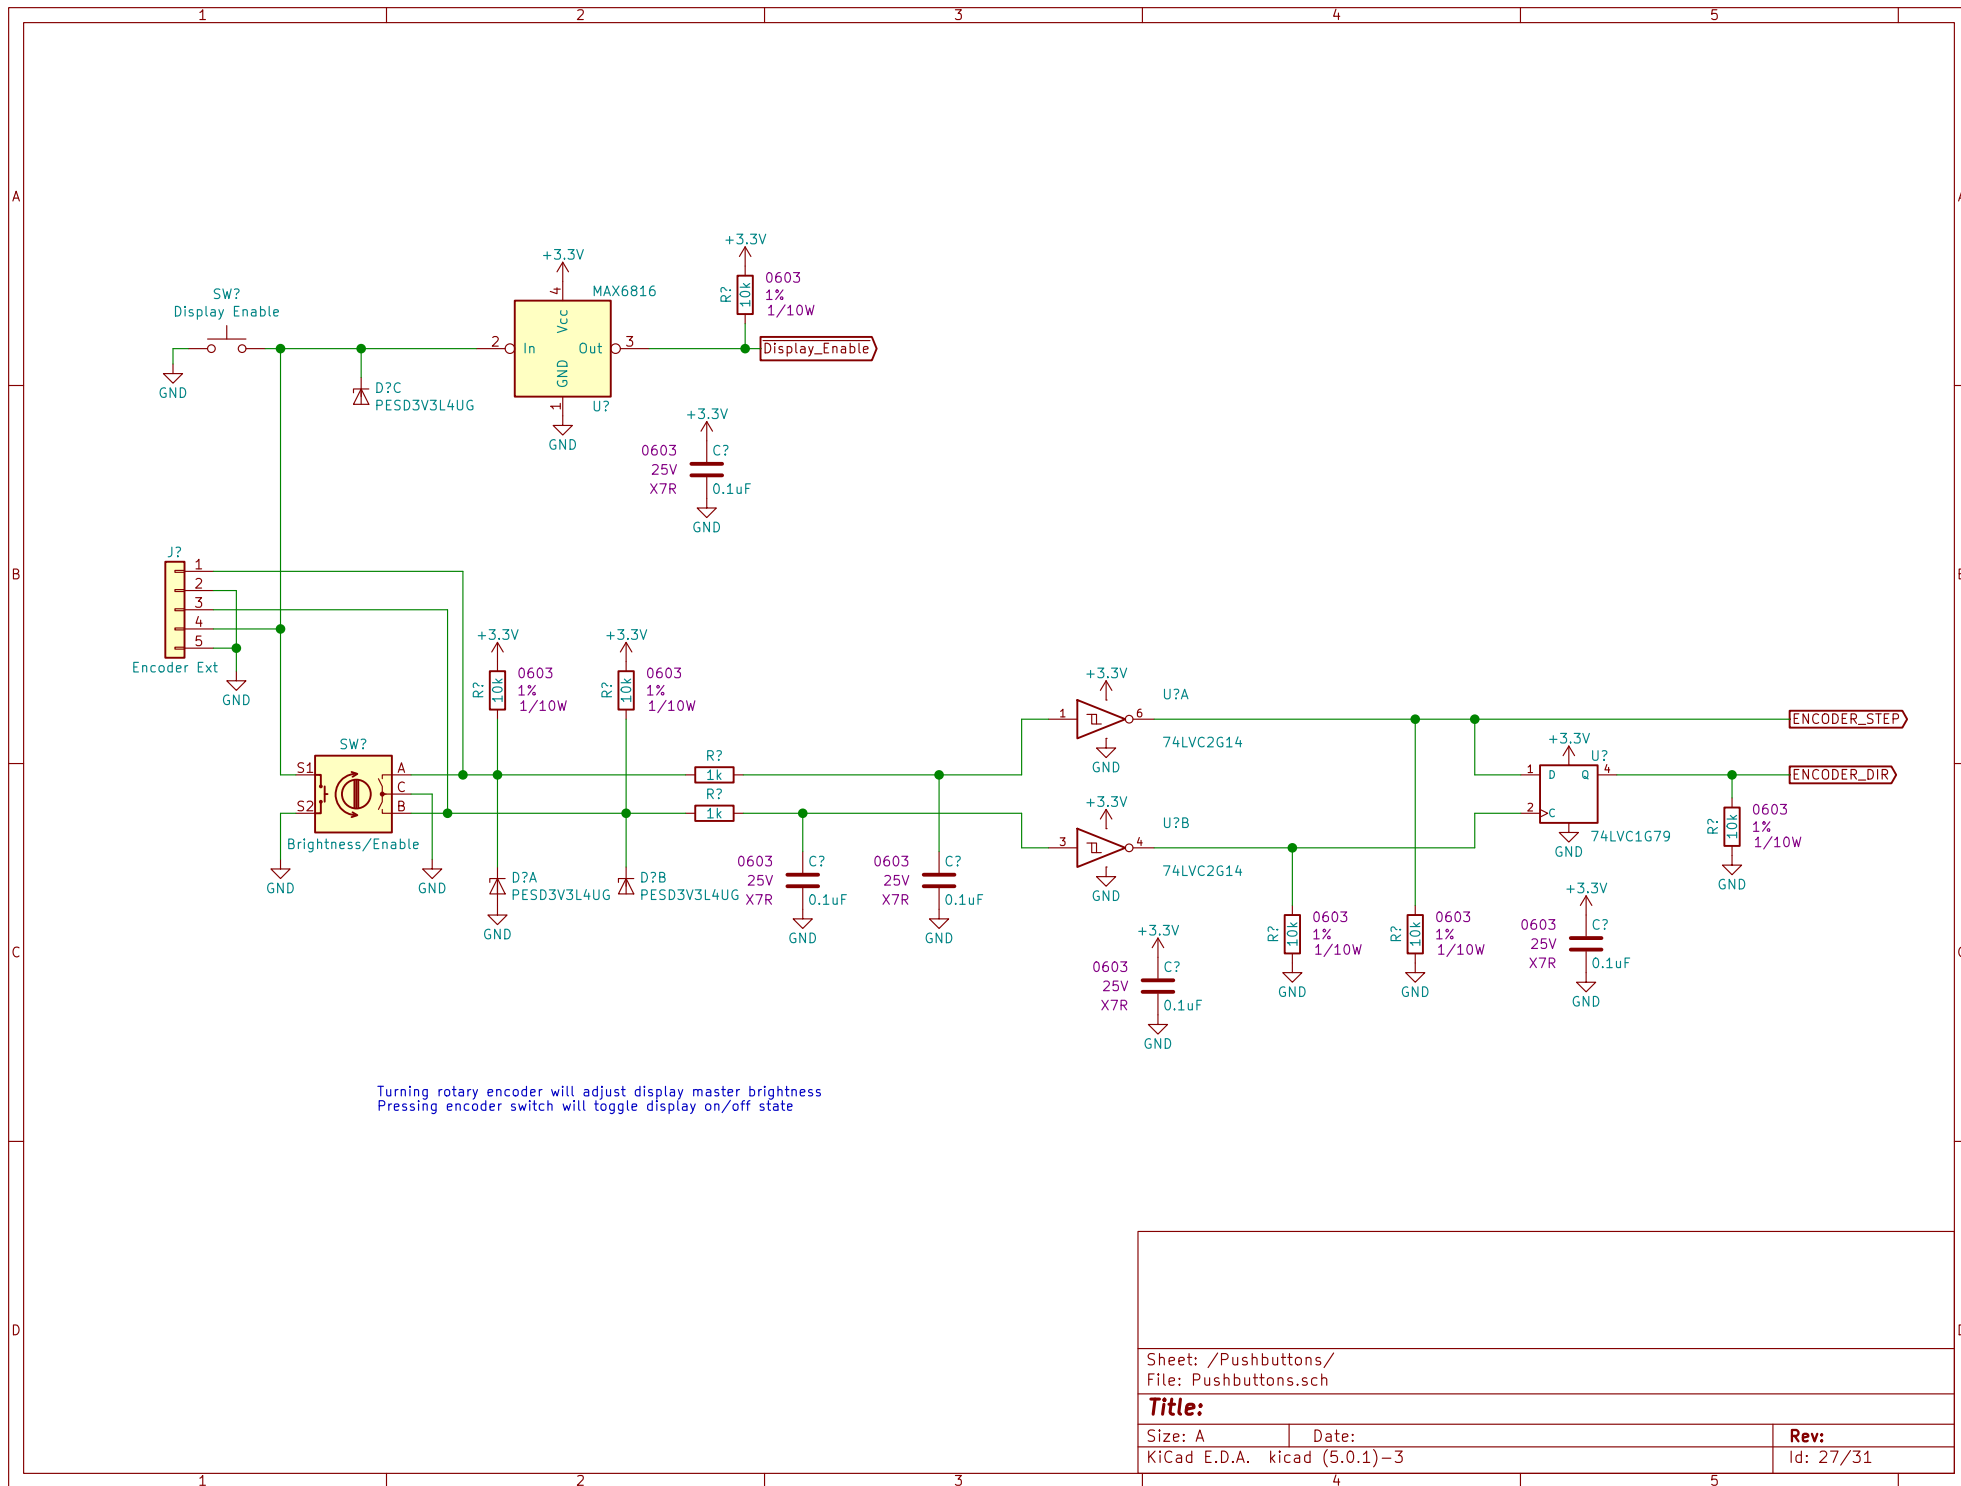 1 2 3 4 5
A
+3.3V
+3.3V
0603
1%
1/10W
R?
10k
SW?
Display Enable
MAX6816
4
Vcc
2
In
Out
3
GND
1
U?
GND
Display_Enable
GND
D?C
PESD3V3L4UG
+3.3V
0603
25V
X7R
C?
0.1uF
GND
B
J?
1
2
3
4
5
Encoder Ext
GND
+3.3V
R?
10k
0603
1%
1/10W
+3.3V
R?
10k
0603
1%
1/10W
SW?
S1
S2
A
C
B
Brightness/Enable
GND
GND
R?
1k
R?
1k
D?A
PESD3V3L4UG
GND
D?B
PESD3V3L4UG
0603
25V
X7R
C?
0.1uF
GND
0603
25V
X7R
C?
0.1uF
GND
+3.3V
U?A
1
6
74LVC2G14
GND
+3.3V
U?B
3
4
74LVC2G14
GND
ENCODER_STEP
+3.3V
U?
1
D
Q
4
2
C
74LVC1G79
GND
ENCODER_DIR
R?
10k
0603
1%
1/10W
GND
C
+3.3V
0603
25V
X7R
C?
0.1uF
GND
R?
10k
0603
1%
1/10W
GND
R?
10k
0603
1%
1/10W
GND
+3.3V
0603
25V
X7R
C?
0.1uF
GND
Turning rotary encoder will adjust display master brightness
Pressing encoder switch will toggle display on/off state
D
Sheet: /Pushbuttons/
File: Pushbuttons.sch
Title:
Size: A
Date:
Rev:
KiCad E.D.A. kicad (5.0.1)-3
Id: 27/31
1 2 3 4 5